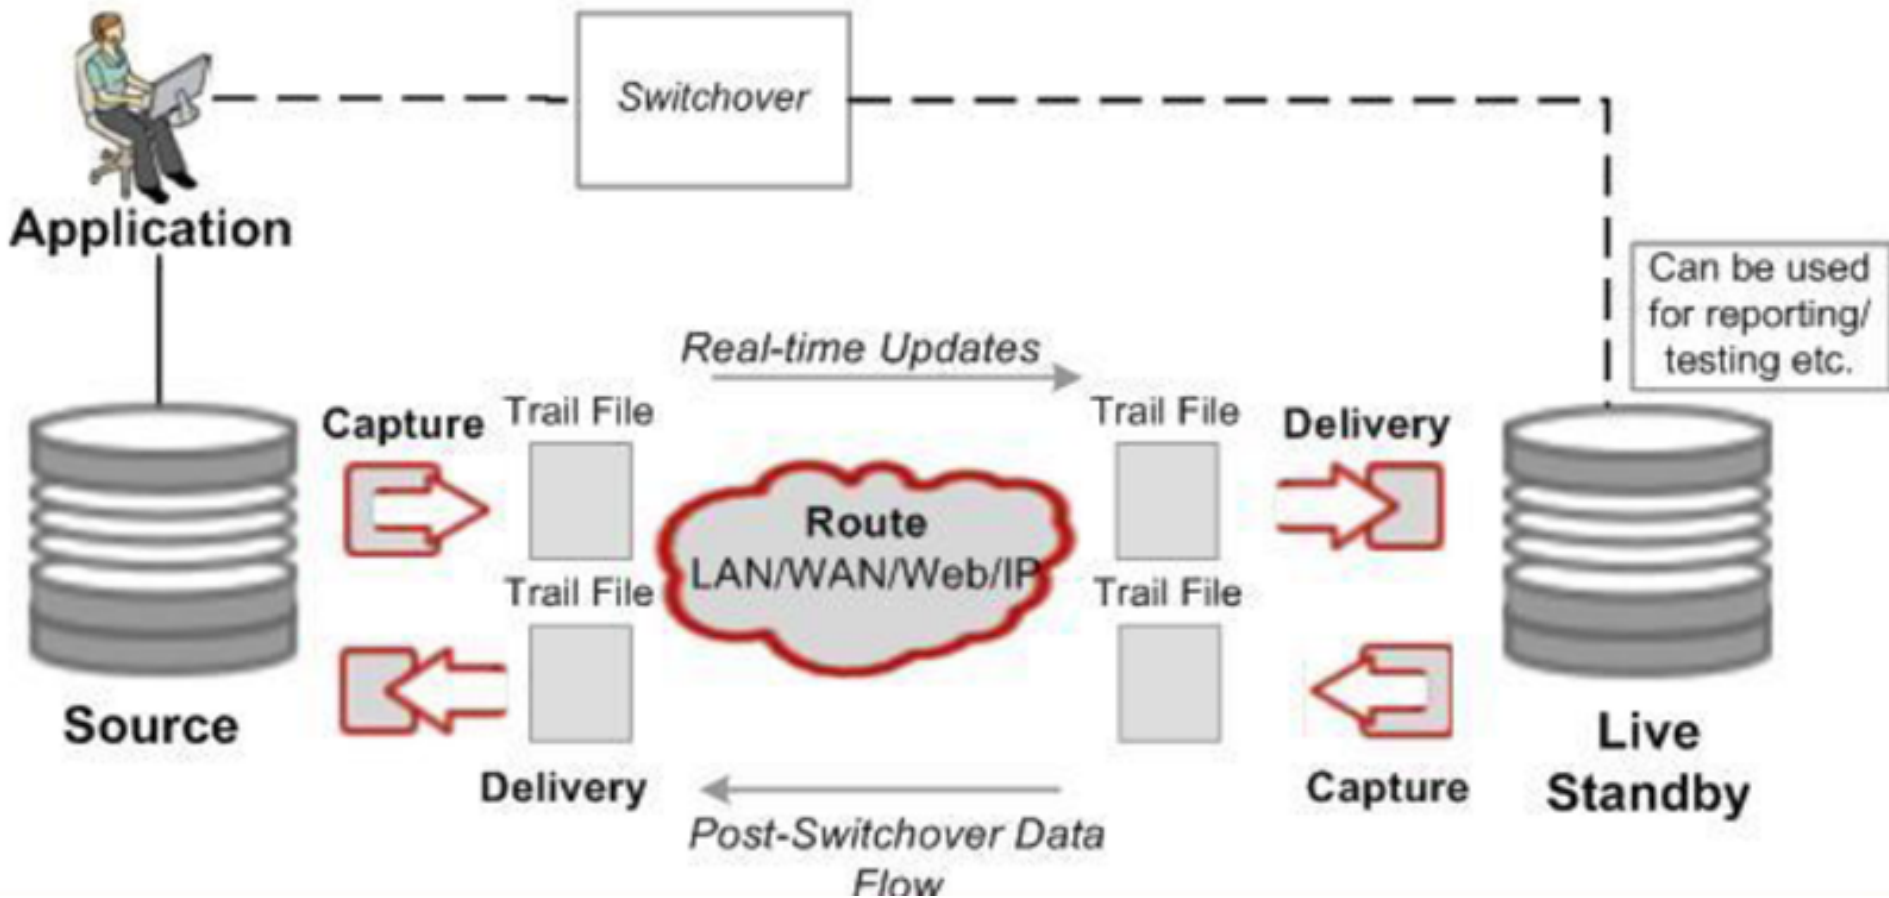 Switchover
Application
Can be used
for reporting/
testing etc.
Real-time Updates
Capture
Trail File
Trail File
Delivery
Route
LAN/WAN/Web/IP
Trail File
Trail File
Source
Delivery
Capture
Live
Standby
Post-Switchover Data
Flow